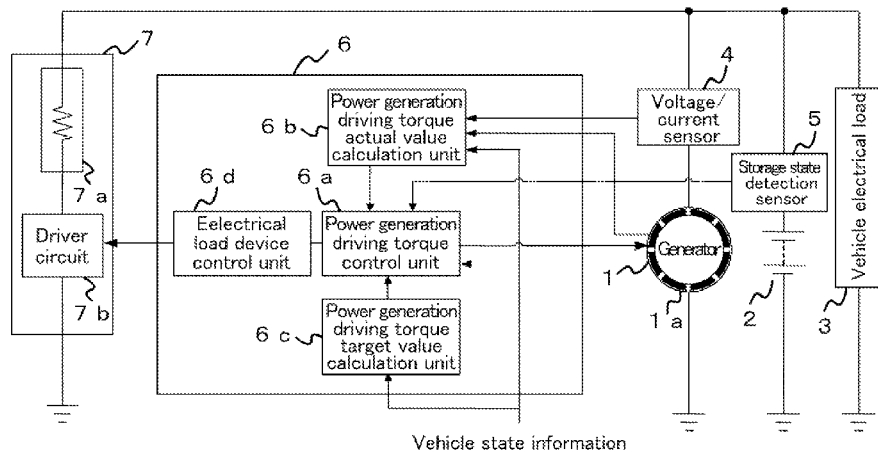 7
6
4
5
Power generation
driving torque
actual value
calculation unit
6 b
Voltage/
current sensor
Storage state
detection
sensor
Vehicle electrical load
7 a
6 d
6 a
Driver
circuit
Eelectrical
load device
control unit
Power generation
driving torque
control unit
Generator
1
1 a
2
3
7 b
6 c
Power generation
driving torque
target value
calculation unit
Vehicle state information